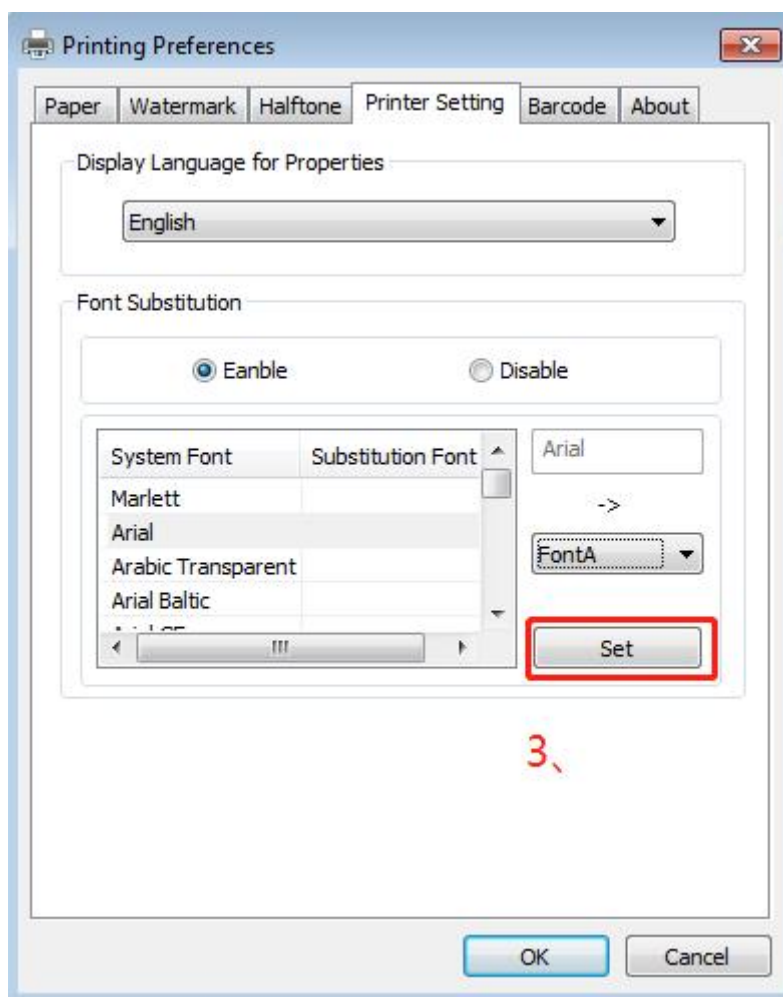 Printing Preferences
Paper Watermark Halftone Printer Setting Barcode About
Display Language for Properties
English
Font Substitution
Eanble Disable
System Font Substitution Font
Arial
Marlett
->
Arial
FontA
Arabic Transparent
Arial Baltic
Set
3、
OK Cancel